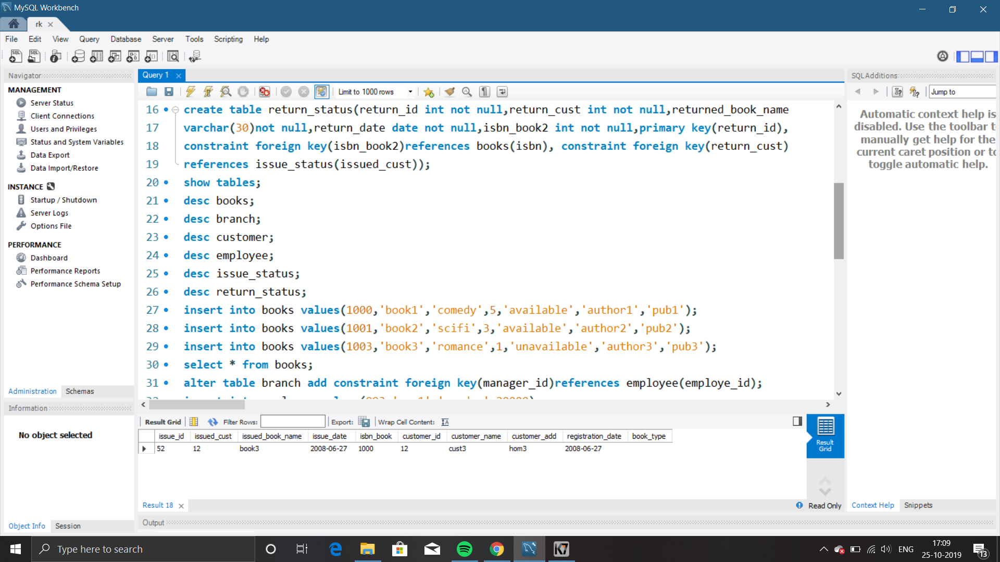 MySQL Workbench
rk
File Edit View Query Database Server Tools Scripting Help
Navigator
MANAGEMENT
Server Status
Client Connections
Users and Privileges
Status and System Variables
Data Export
Data Import/Restore
INSTANCE
Startup / Shutdown
Server Logs
Options File
PERFORMANCE
Dashboard
Performance Reports
Performance Schema Setup
Administration Schemas
Information
No object selected
Object Info Session
Query 1
Limit to 1000 rows
16 create table return_status(return_id int not null,return_cust int not null,returned_book_name
17 varchar(30)not null,return_date date not null,isbn_book2 int not null,primary key(return_id),
18 constraint foreign key(isbn_book2)references books(isbn), constraint foreign key(return_cust)
19 references issue_status(issued_cust));
20 show tables;
21 desc books;
22 desc branch;
23 desc customer;
24 desc employee;
25 desc issue_status;
26 desc return_status;
27 insert into books values(1000,'book1','comedy',5,'available','author1','pub1');
28 insert into books values(1001,'book2','scifi',3,'available','author2','pub2');
29 insert into books values(1003,'book3','romance',1,'unavailable','author3','pub3');
30 select * from books;
31 alter table branch add constraint foreign key(manager_id)references employee(employe_id);
Result Grid Filter Rows: Export: Wrap Cell Content:
issue_id issued_cust issued_book_name issue_date isbn_book customer_id customer_name customer_add registration_date book_type
52 12 book3 2008-06-27 1000 12 cust3 hom3 2008-06-27
Result
Grid
Result 18
Read Only
Output
SQLAdditions
Jump to
Automatic context help is
disabled. Use the toolbar t
manually get help for the
current caret position or to
toggle automatic help.
Context Help Snippets
Type here to search
ENG
17:09
25-10-2019
13